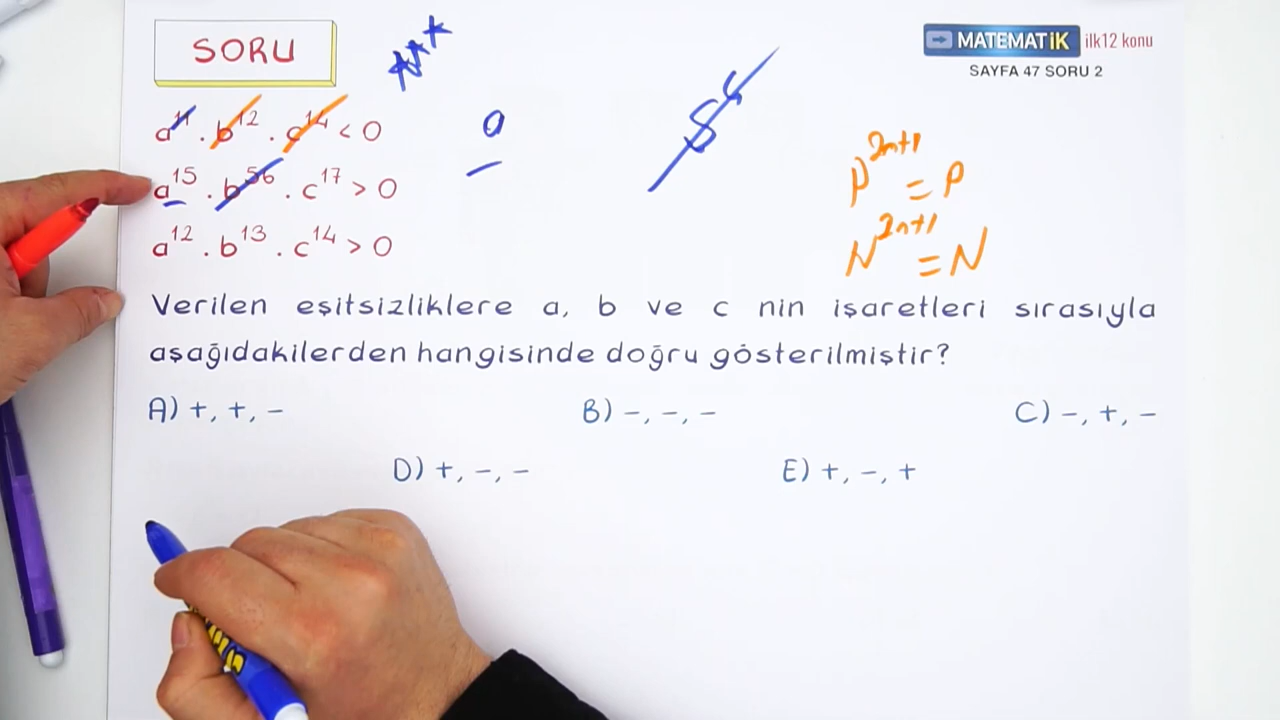 SORU
MATEMATİK ilk12 konu
SAYFA 47 SORU 2
a¹¹ . b¹² . c¹⁴ < 0
a
a¹⁵ . b⁵⁶ . c¹⁷ > 0
P²ⁿ⁺¹ = P
a¹² . b¹³ . c¹⁴ > 0
N²ⁿ⁺¹ = N
Verilen eşitsizliklere a, b ve c nin işaretleri sırasıyla
aşağıdakilerden hangisinde doğru gösterilmiştir?
A) +, +, - B) -, -, - C) -, +, -
D) +, -, - E) +, -, +